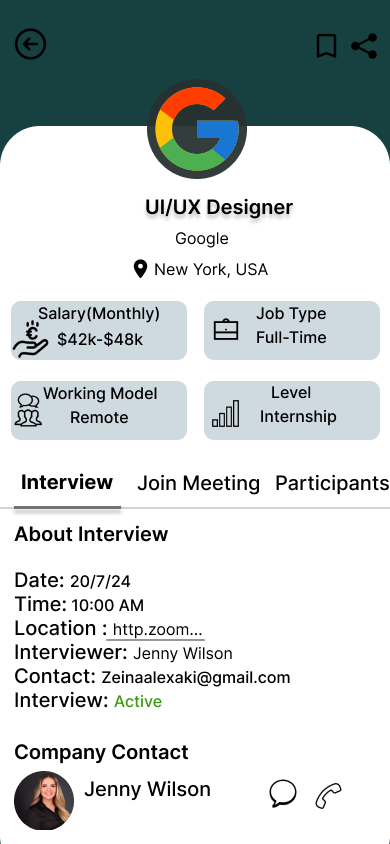 UI/UX Designer
Google
New York, USA
Salary(Monthly)
$42k-$48k
Job Type
Full-Time
Working Model
Remote
Level
Internship
Interview Join Meeting Participants
About Interview
Date: 20/7/24
Time: 10:00 AM
Location : http.zoom...
Interviewer: Jenny Wilson
Contact: Zeinaalexaki@gmail.com
Interview: Active
Company Contact
Jenny Wilson